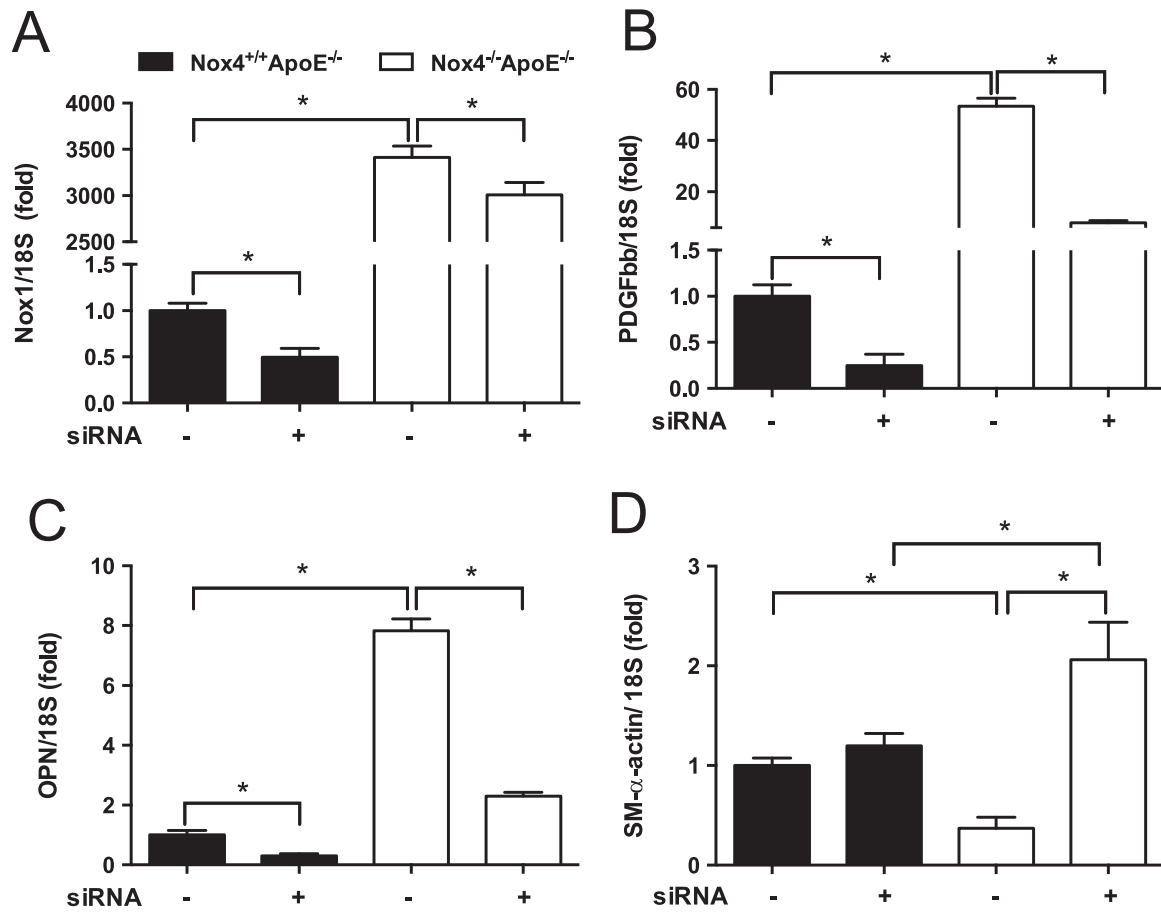 A
Nox4+/+ApoE-/-
Nox4-/-ApoE-/-
Nox1/18S (fold)
4000
3500
3000
2500
1.5
1.0
0.5
0.0
*
*
*
siRNA - + - +
B
PDGFbb/18S (fold)
60
40
20
1.5
1.0
0.5
0.0
*
*
*
siRNA - + - +
C
OPN/18S (fold)
10
8
6
4
2
0
*
*
*
siRNA - + - +
D
SM-α-actin/ 18S (fold)
3
2
1
0
*
*
*
siRNA - + - +